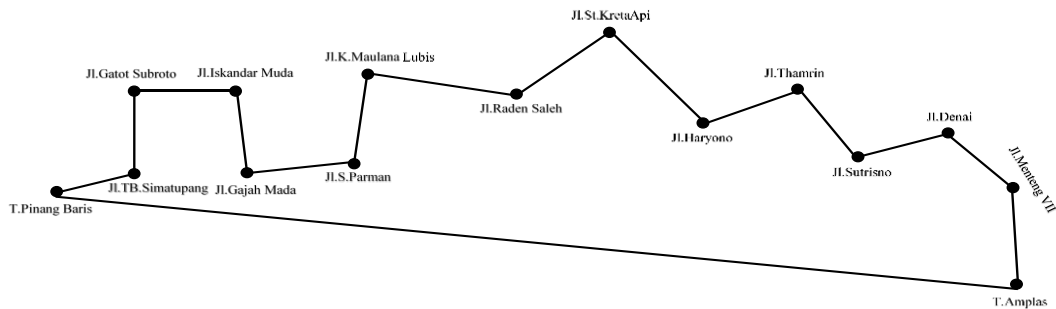 Jl.St.KretaApi
Jl.K.Maulana Lubis
Jl.Gatot Subroto
Jl.Iskandar Muda
Jl.Thamrin
Jl.Raden Saleh
Jl.Denai
Jl.Haryono
Jl.Menteng VII
Jl.Sutrisno
Jl.S.Parman
Jl.TB.Simatupang
Jl.Gajah Mada
T.Pinang Baris
T.Amplas